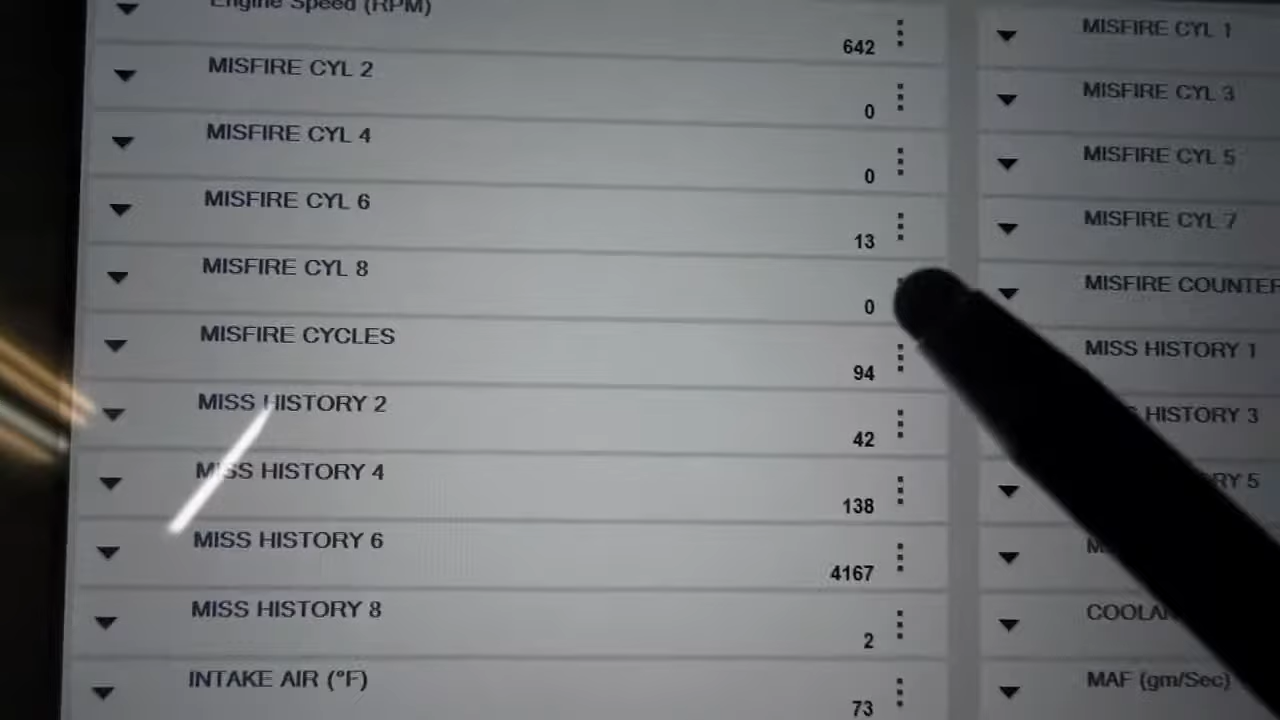 Engine Speed (RPM)
642
MISFIRE CYL 2
0
MISFIRE CYL 4
0
MISFIRE CYL 6
13
MISFIRE CYL 8
0
MISFIRE CYCLES
94
MISS HISTORY 2
42
MISS HISTORY 4
138
MISS HISTORY 6
4167
MISS HISTORY 8
2
INTAKE AIR (°F)
73
MISFIRE CYL 1
MISFIRE CYL 3
MISFIRE CYL 5
MISFIRE CYL 7
MISFIRE COUNTER
MISS HISTORY 1
HISTORY 3
5
MAF (gm/Sec)